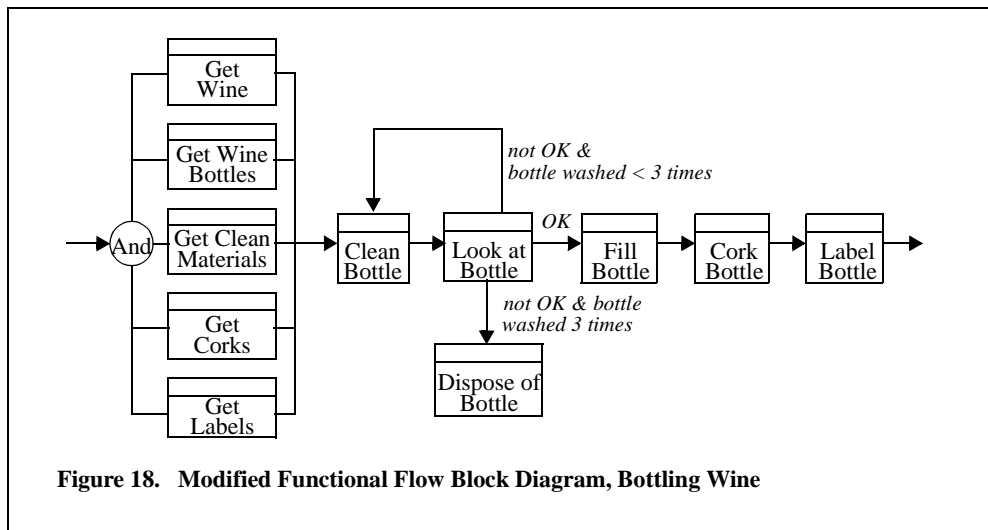 Get
Wine
Get Wine
Bottles
And
Get Clean
Materials
Get
Corks
Get
Labels
not OK &
bottle washed < 3 times
Clean
Bottle
Look at
Bottle
OK
Fill
Bottle
Cork
Bottle
Label
Bottle
not OK & bottle
washed 3 times
Dispose of
Bottle
Figure 18. Modified Functional Flow Block Diagram, Bottling Wine